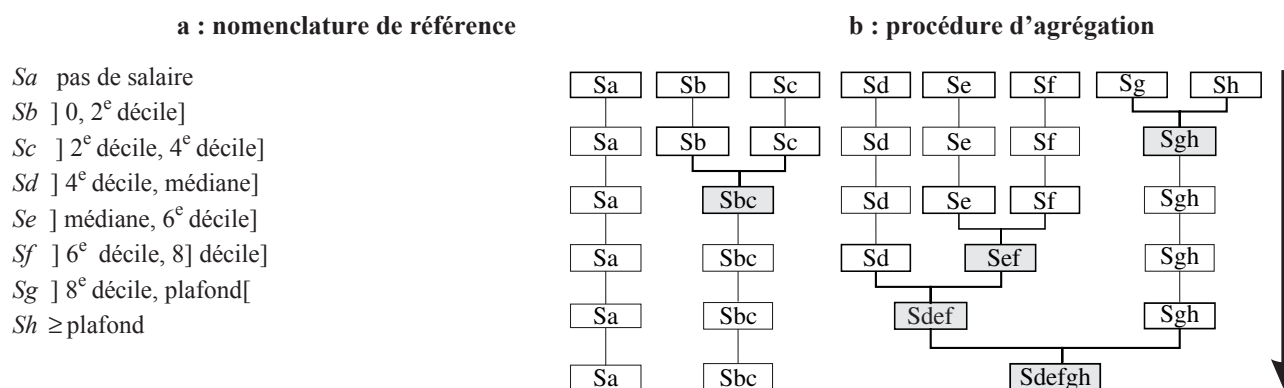 a : nomenclature de référence
Sa pas de salaire
Sb ] 0, 2e décile]
Sc ] 2e décile, 4e décile]
Sd ] 4e décile, médiane]
Se ] médiane, 6e décile]
Sf ] 6e décile, 8] décile]
Sg ] 8e décile, plafond[
Sh ≥ plafond
b : procédure d’agrégation
Sa Sb Sc Sd Se Sf Sg Sh
Sa Sb Sc Sd Se Sf Sgh
Sa Sbc Sd Se Sf Sgh
Sa Sbc Sd Sef Sgh
Sa Sbc Sdef Sgh
Sa Sbc Sdefgh